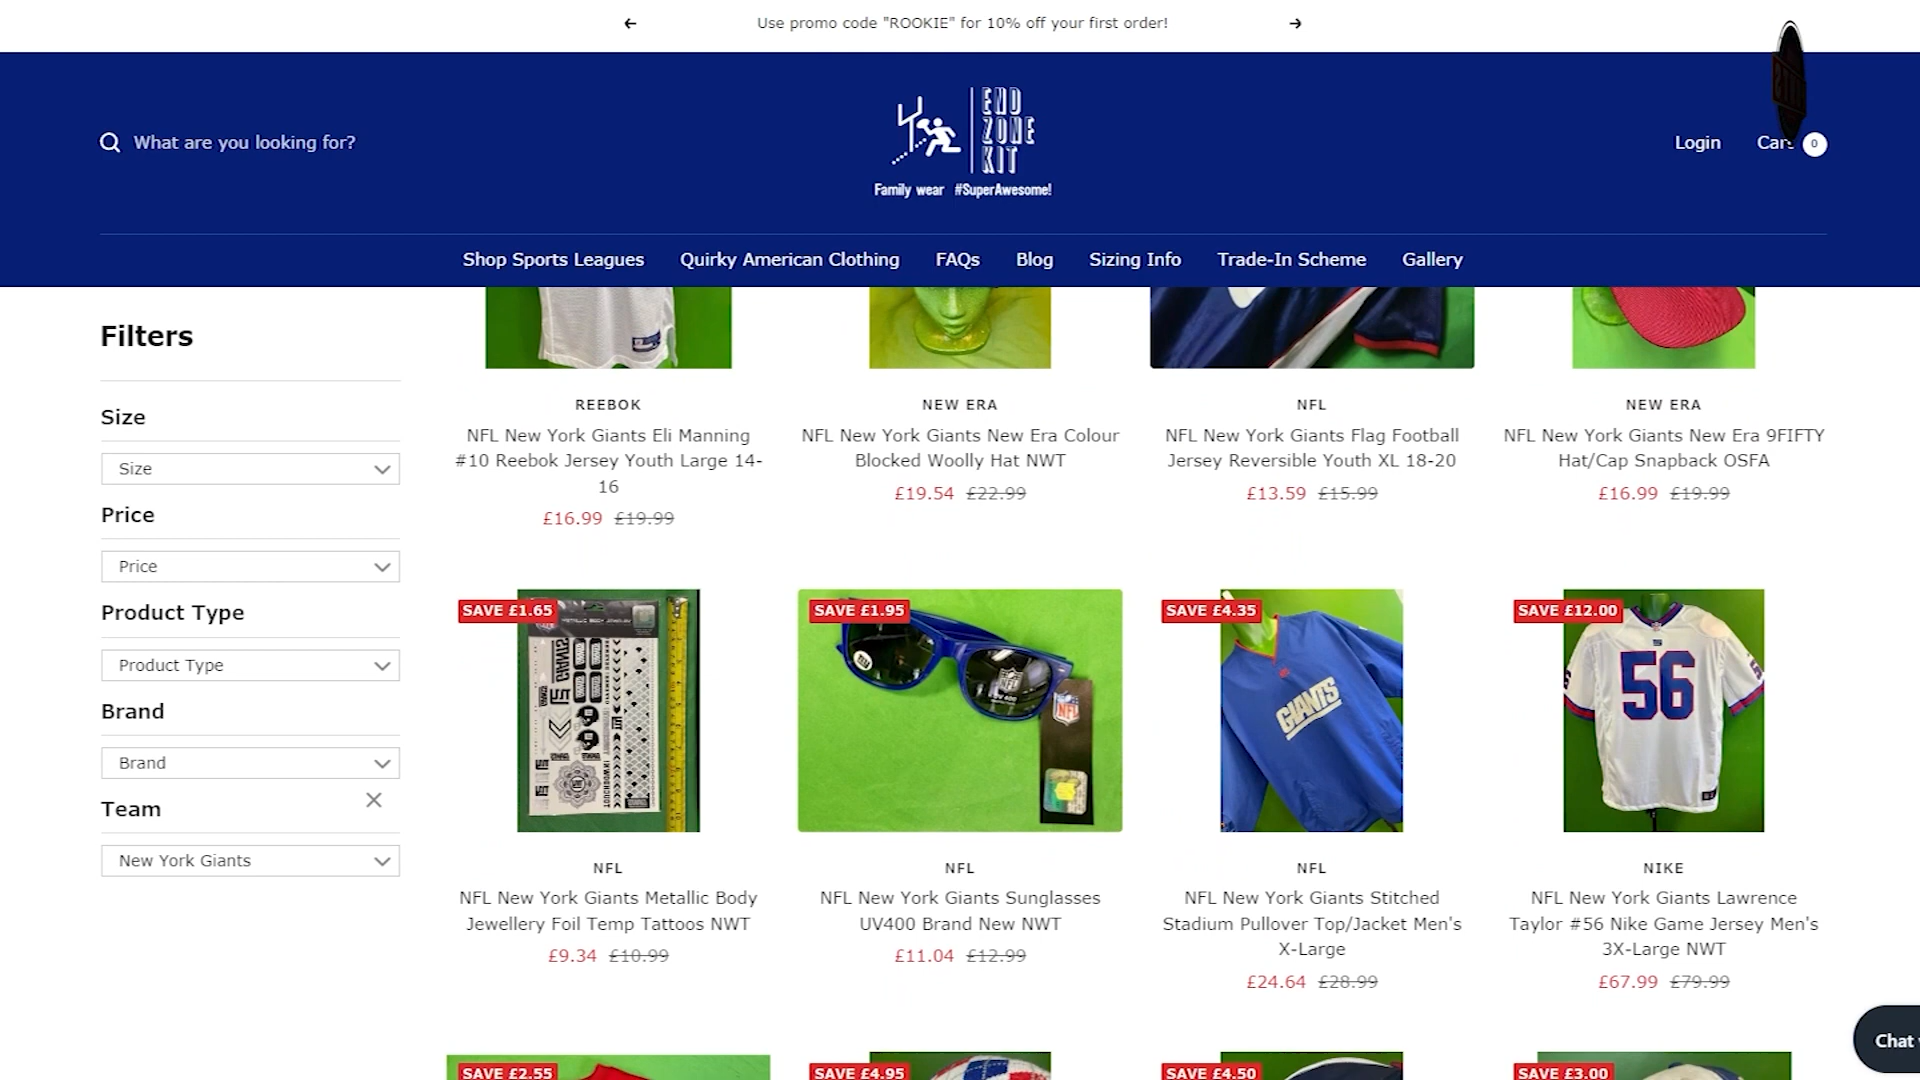 Use promo code "ROOKIE" for 10% off your first order!
What are you looking for?
END
ZONE
KIT
Family wear #SuperAwesome!
Login
Cart 0
Shop Sports Leagues
Quirky American Clothing
FAQs
Blog
Sizing Info
Trade-In Scheme
Gallery
Filters
Size
Size
Price
Price
Product Type
Product Type
Brand
Brand
Team
New York Giants
REEBOK
NFL New York Giants Eli Manning
#10 Reebok Jersey Youth Large 14-
16
£16.99 £19.99
NEW ERA
NFL New York Giants New Era Colour
Blocked Woolly Hat NWT
£19.54 £22.99
NFL
NFL New York Giants Flag Football
Jersey Reversible Youth XL 18-20
£13.59 £15.99
NEW ERA
NFL New York Giants New Era 9FIFTY
Hat/Cap Snapback OSFA
£16.99 £19.99
SAVE £1.65
METALLIC BODY JEWELRY
GIANTS
NFL
NFL New York Giants Metallic Body
Jewellery Foil Temp Tattoos NWT
£9.34 £10.99
SAVE £1.95
NFL
NFL
NFL
NFL New York Giants Sunglasses
UV400 Brand New NWT
£11.04 £12.99
SAVE £4.35
GIANTS
NFL
NFL New York Giants Stitched
Stadium Pullover Top/Jacket Men's
X-Large
£24.64 £28.99
SAVE £12.00
56
NIKE
NFL New York Giants Lawrence
Taylor #56 Nike Game Jersey Men's
3X-Large NWT
£67.99 £79.99
SAVE £2.55
SAVE £4.95
SAVE £4.50
SAVE £3.00
Chat